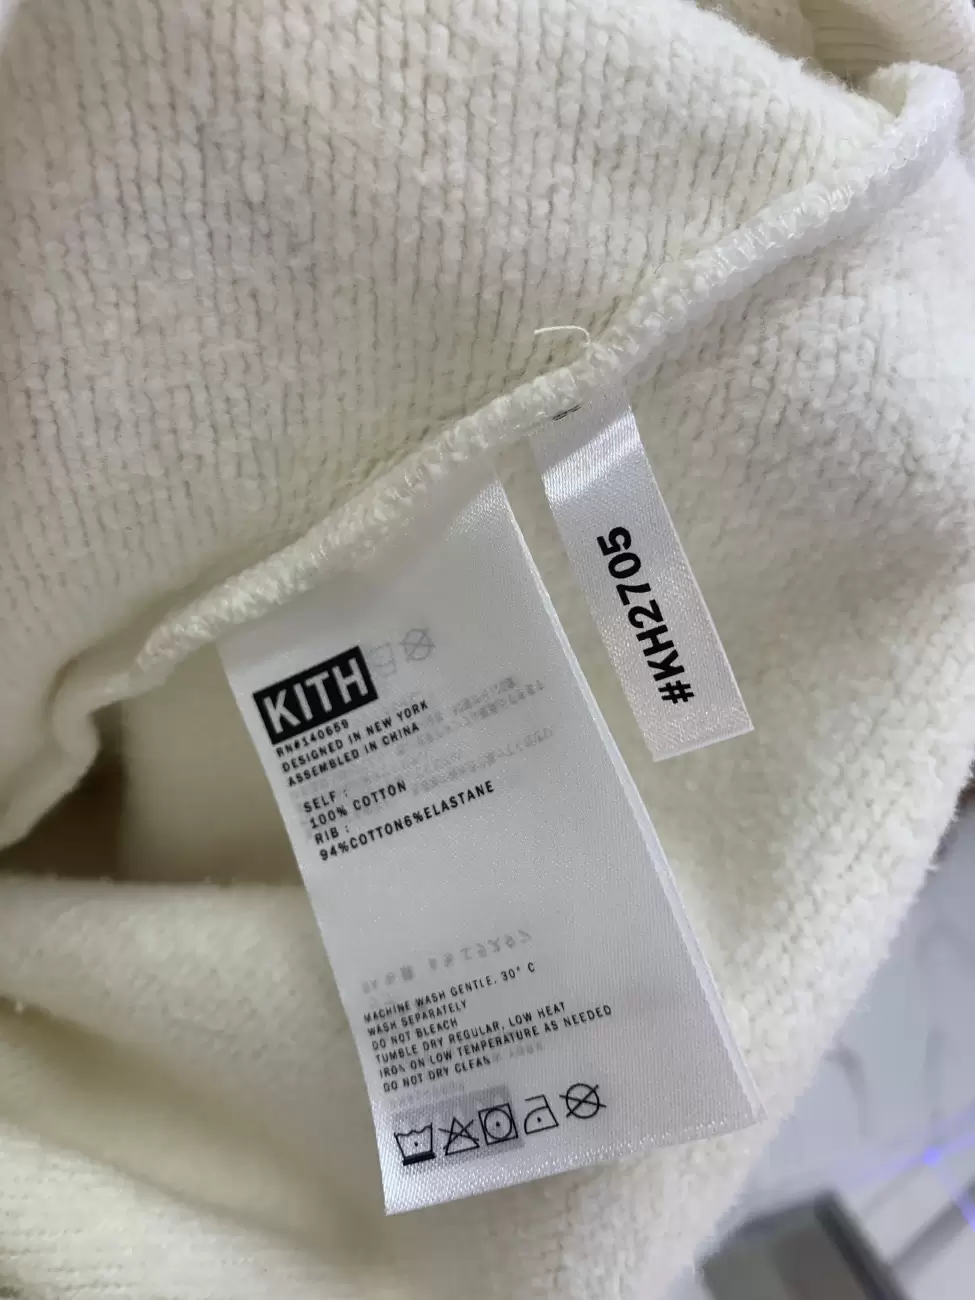 KITH
RN#140659
DESIGNED IN NEW YORK
ASSEMBLED IN CHINA
SELF :
100% COTTON
RIB :
94%COTTON6%ELASTANE
MACHINE WASH GENTLE, 30° C
WASH SEPARATELY
DO NOT BLEACH
TUMBLE DRY REGULAR, LOW HEAT
IRON ON LOW TEMPERATURE AS NEEDED
DO NOT DRY CLEAN
#KH2705